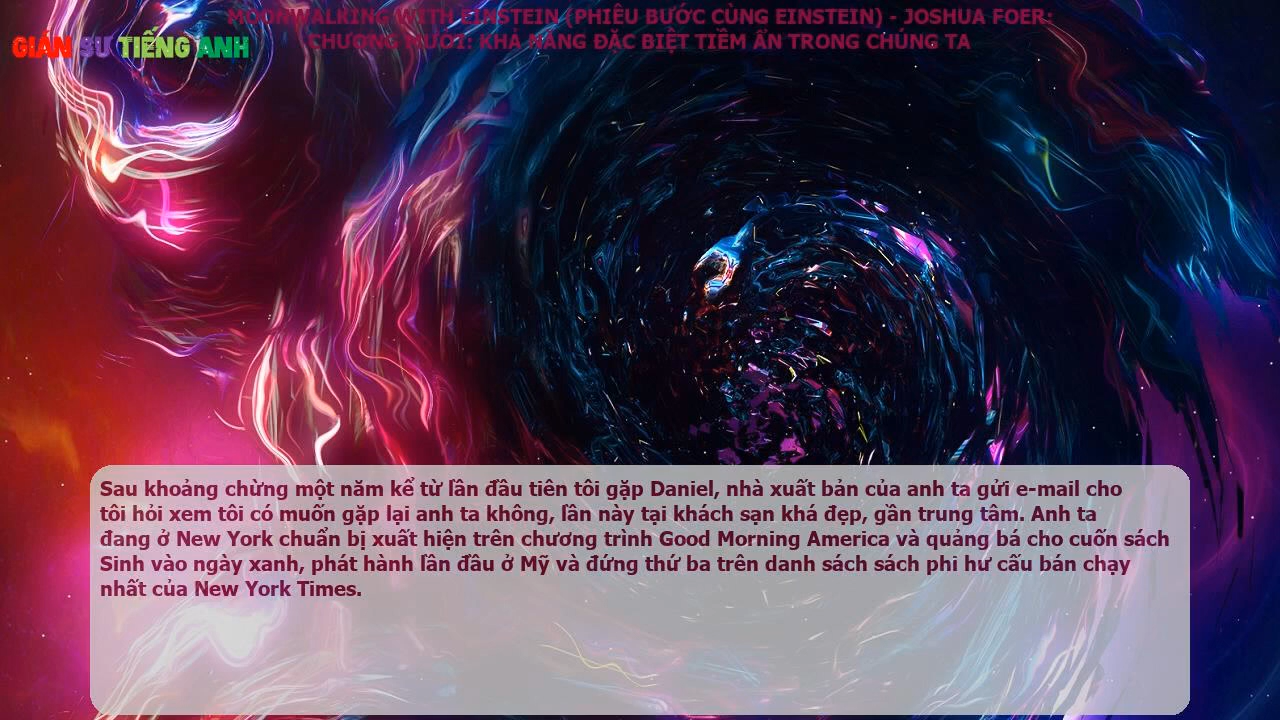 MOONWALKING WITH EINSTEIN (PHIÊU BƯỚC CÙNG EINSTEIN) - JOSHUA FOER:
CHƯƠNG MƯỜI: KHẢ NĂNG ĐẶC BIỆT TIỀM ẨN TRONG CHÚNG TA
GIÁN SƯ TIẾNG ANH
Sau khoảng chừng một năm kể từ lần đầu tiên tôi gặp Daniel, nhà xuất bản của anh ta gửi e-mail cho
tôi hỏi xem tôi có muốn gặp lại anh ta không, lần này tại khách sạn khá đẹp, gần trung tâm. Anh ta
đang ở New York chuẩn bị xuất hiện trên chương trình Good Morning America và quảng bá cho cuốn sách
Sinh vào ngày xanh, phát hành lần đầu ở Mỹ và đứng thứ ba trên danh sách sách phi hư cấu bán chạy
nhất của New York Times.